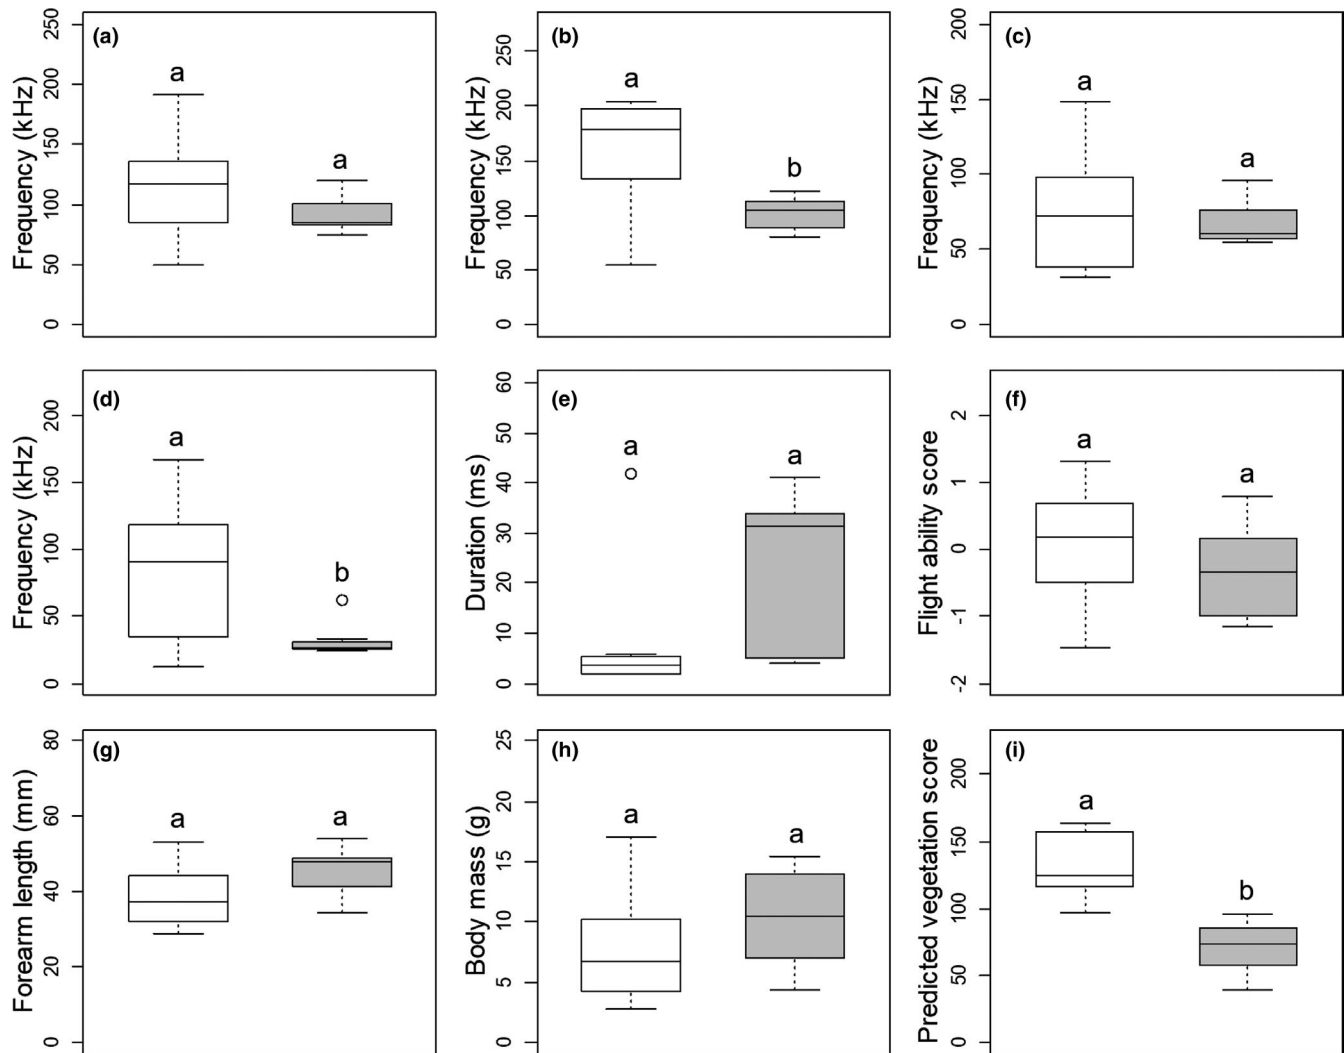 (a)
Frequency (kHz)
0 50 100 150 200 250
a
a
(b)
Frequency (kHz)
0 50 100 150 200 250
a
b
(c)
Frequency (kHz)
0 50 100 150 200
a
a
(d)
Frequency (kHz)
0 50 100 150 200
a
b
(e)
Duration (ms)
0 10 20 30 40 50 60
a
a
(f)
Flight ability score
-2 -1 0 1 2
a
a
(g)
Forearm length (mm)
0 20 40 60 80
a
a
(h)
Body mass (g)
0 5 10 15 20 25
a
a
(i)
Predicted vegetation score
0 50 100 150 200
a
b